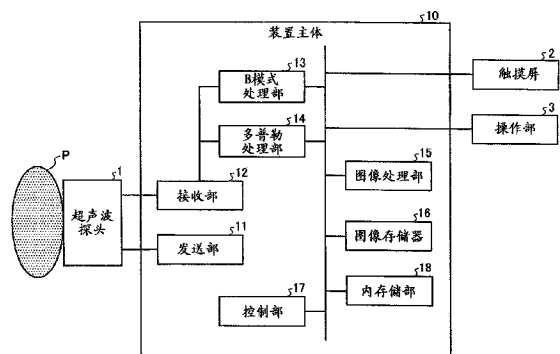 10
装置主体
2
触摸屏
3
操作部
13
B模式
处理部
14
多普勒
处理部
P
1
超声波
探头
12
接收部
11
发送部
15
图像处理部
16
图像存储器
17
控制部
18
内存储部